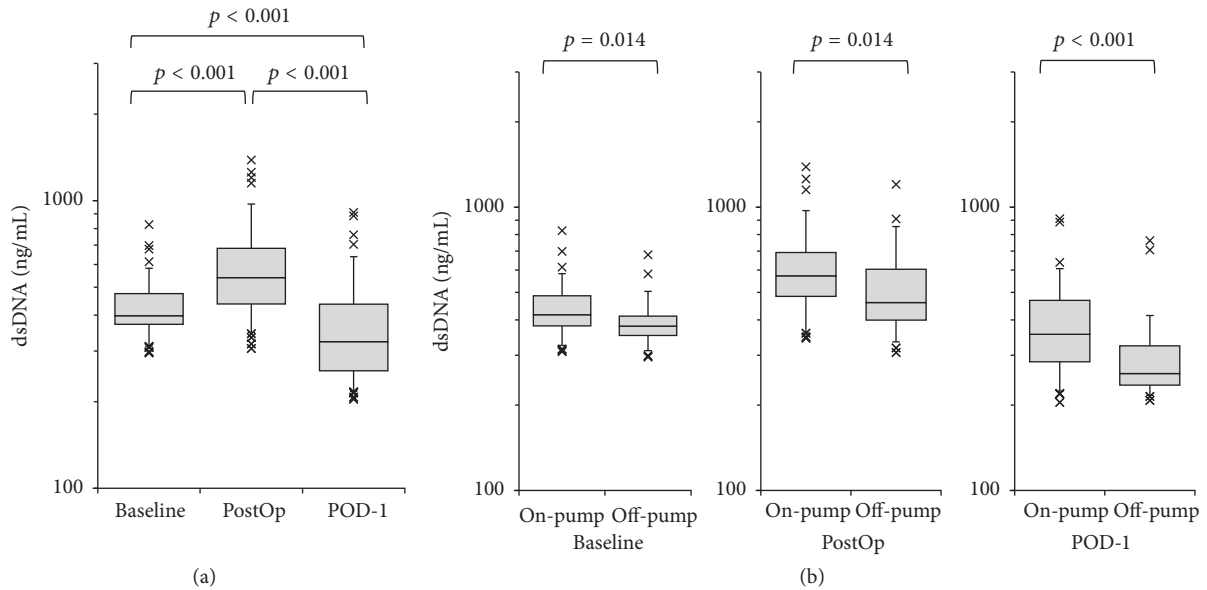 p < 0.001
p < 0.001 p < 0.001
dsDNA (ng/mL)
1000
100
Baseline PostOp POD-1
(a)
p = 0.014 p = 0.014 p < 0.001
dsDNA (ng/mL)
1000 1000 1000
100 100 100
On-pump Off-pump On-pump Off-pump On-pump Off-pump
Baseline PostOp POD-1
(b)